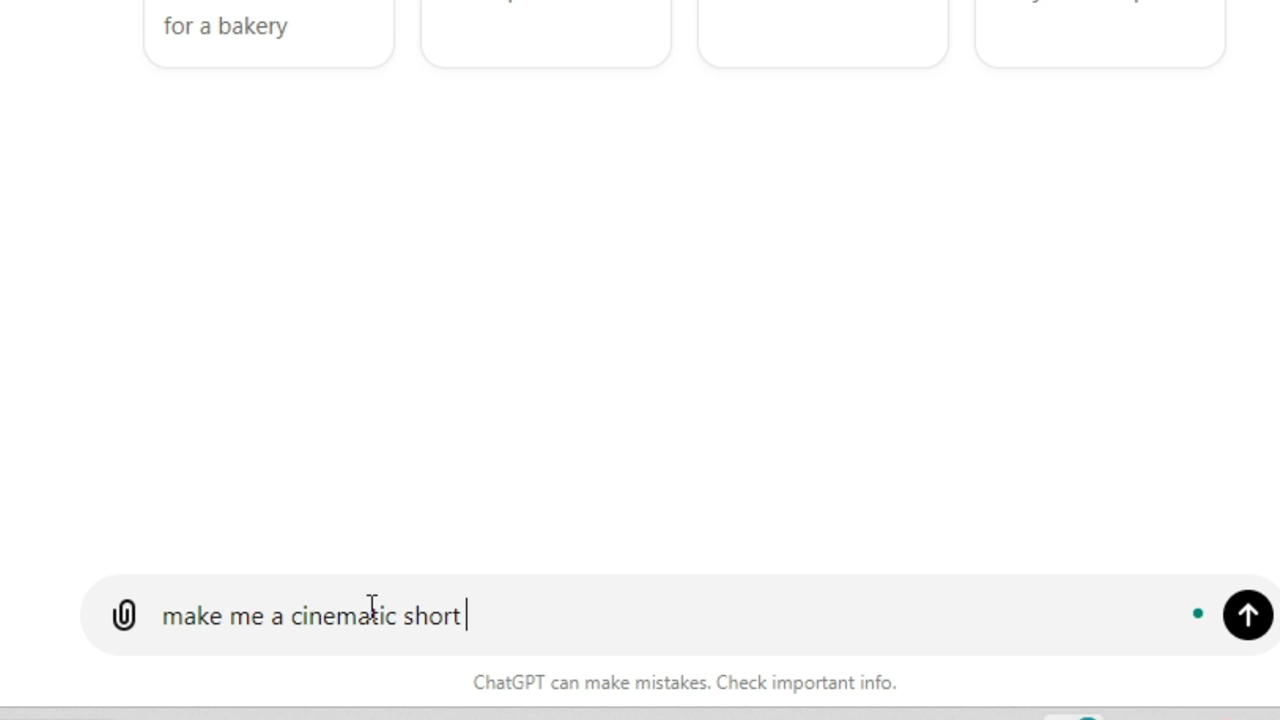 for a bakery
make me a cinematic short
ChatGPT can make mistakes. Check important info.